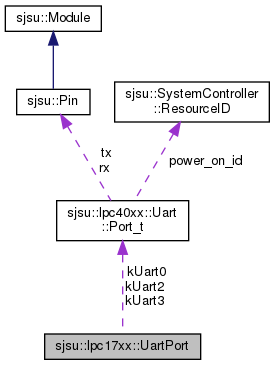 sjsu::Module
sjsu::Pin
sjsu::SystemController
::ResourceID
tx
rx
power_on_id
sjsu::lpc40xx::Uart
::Port_t
kUart0
kUart2
kUart3
sjsu::lpc17xx::UartPort